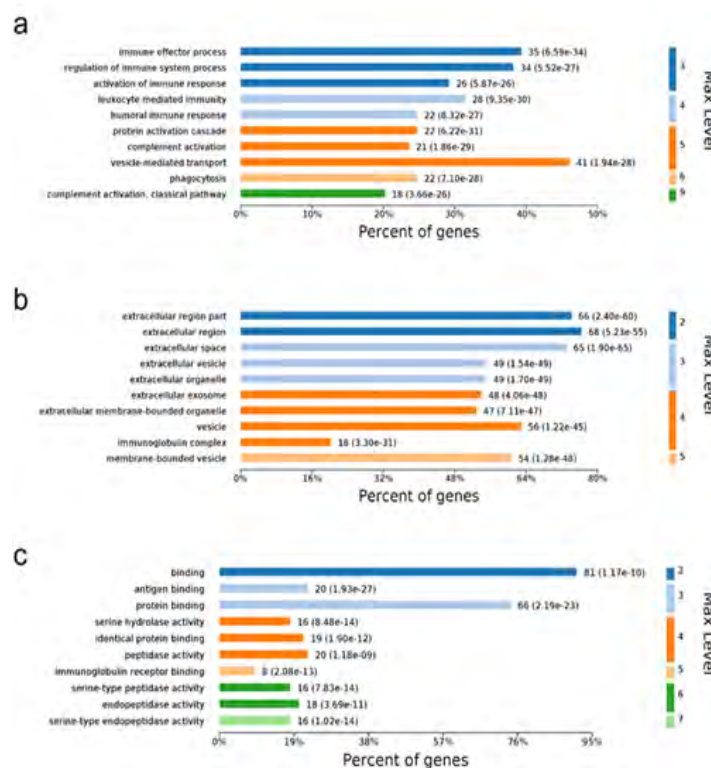 a
immune effector process 35 (6.59e-34)
regulation of immune system process 34 (5.52e-27)
activation of immune response 26 (5.87e-26)
leukocyte mediated immunity 28 (9.35e-30)
humoral immune response 22 (8.32e-27)
protein activation cascade 22 (6.22e-31)
complement activation 21 (1.86e-29)
vesicle-mediated transport 41 (1.94e-28)
phagocytosis 22 (7.10e-28)
complement activation, classical pathway 18 (3.66e-26)
0% 10% 20% 30% 40% 50%
Percent of genes
3
4
5
6
9
Max Level
b
extracellular region part 66 (2.40e-60)
extracellular region 68 (5.23e-55)
extracellular space 65 (1.90e-65)
extracellular vesicle 49 (1.54e-49)
extracellular organelle 49 (1.70e-49)
extracellular exosome 48 (4.06e-48)
extracellular membrane-bounded organelle 47 (7.11e-47)
vesicle 56 (1.22e-45)
immunoglobulin complex 18 (3.30e-31)
membrane-bounded vesicle 54 (1.28e-48)
0% 16% 32% 48% 64% 80%
Percent of genes
2
3
4
5
Max Level
c
binding 81 (1.17e-10)
antigen binding 20 (1.93e-27)
protein binding 66 (2.19e-23)
serine hydrolase activity 16 (8.48e-14)
identical protein binding 19 (1.90e-12)
peptidase activity 20 (1.18e-09)
immunoglobulin receptor binding 8 (2.08e-13)
serine-type peptidase activity 16 (7.83e-14)
endopeptidase activity 18 (3.69e-11)
serine-type endopeptidase activity 16 (1.02e-14)
0% 19% 38% 57% 76% 95%
Percent of genes
2
3
4
5
6
7
Max Level